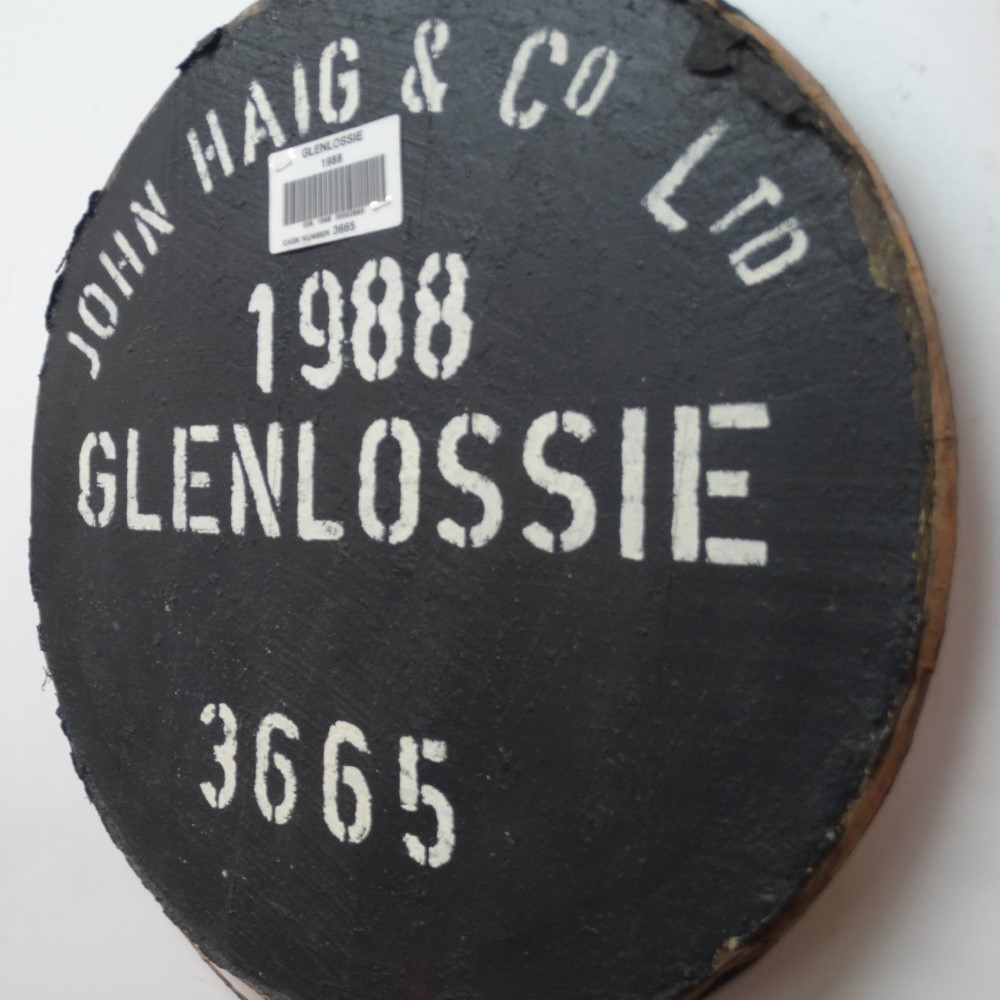 JOHN HAIG & Co LTD
GLENLOSSIE
1988
CASK NUMBER 3665
1988
GLENLOSSIE
3665